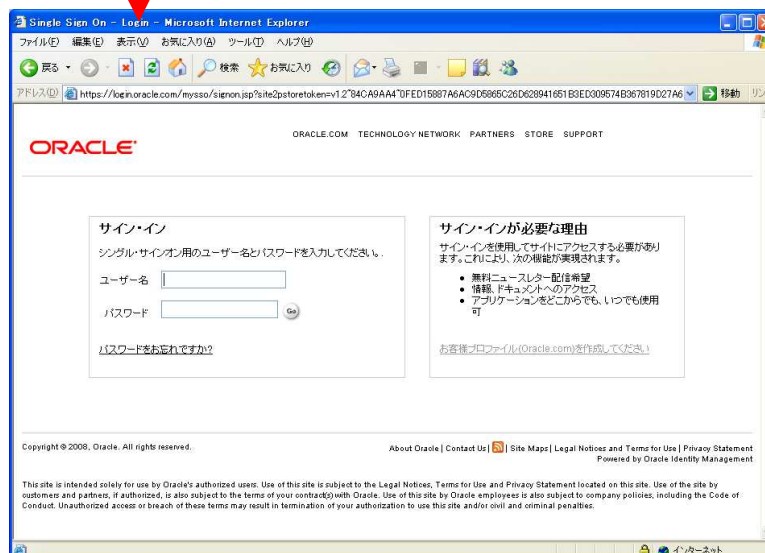 Single Sign On - Login - Microsoft Internet Explorer
ファイル(F) 編集(E) 表示(V) お気に入り(A) ツール(T) ヘルプ(H)
戻る 検索 お気に入り
アドレス(D) https://login.oracle.com/mysso/signon.jsp?site2pstoretoken=v1.2~84CA9AA4~0FED15887A6AC9D5865C26D628941651B3ED309574B367819D27A6 移動
ORACLE
ORACLE.COM TECHNOLOGY NETWORK PARTNERS STORE SUPPORT
サイン・イン
シングル・サインオン用のユーザー名とパスワードを入力してください。.
ユーザー名
パスワード Go
パスワードをお忘れですか?
サイン・インが必要な理由
サイン・インを使用してサイトにアクセスする必要があり
ます。これにより、次の機能が実現されます。
• 無料ニュースレター配信希望
• 情報、ドキュメントへのアクセス
• アプリケーションをどこからでも、いつでも使用
可
お客様プロファイル(Oracle.com)を作成してください
Copyright © 2008, Oracle. All rights reserved.
About Oracle | Contact Us | | Site Maps | Legal Notices and Terms for Use | Privacy Statement
Powered by Oracle Identity Management
This site is intended solely for use by Oracle's authorized users. Use of this site is subject to the Legal Notices, Terms for Use and Privacy Statement located on this site. Use of the site by
customers and partners, if authorized, is also subject to the terms of your contract(s) with Oracle. Use of this site by Oracle employees is also subject to company policies, including the Code of
Conduct. Unauthorized access or breach of these terms may result in termination of your authorization to use this site and/or civil and criminal penalties.
インターネット